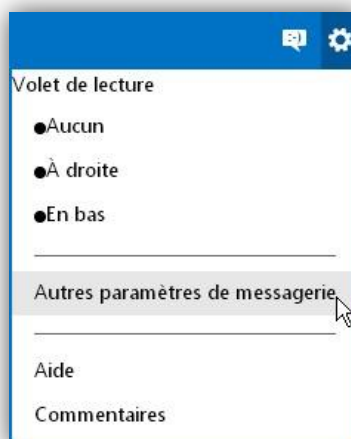 Volet de lecture
●Aucun
●À droite
●En bas
Autres paramètres de messagerie
Aide
Commentaires